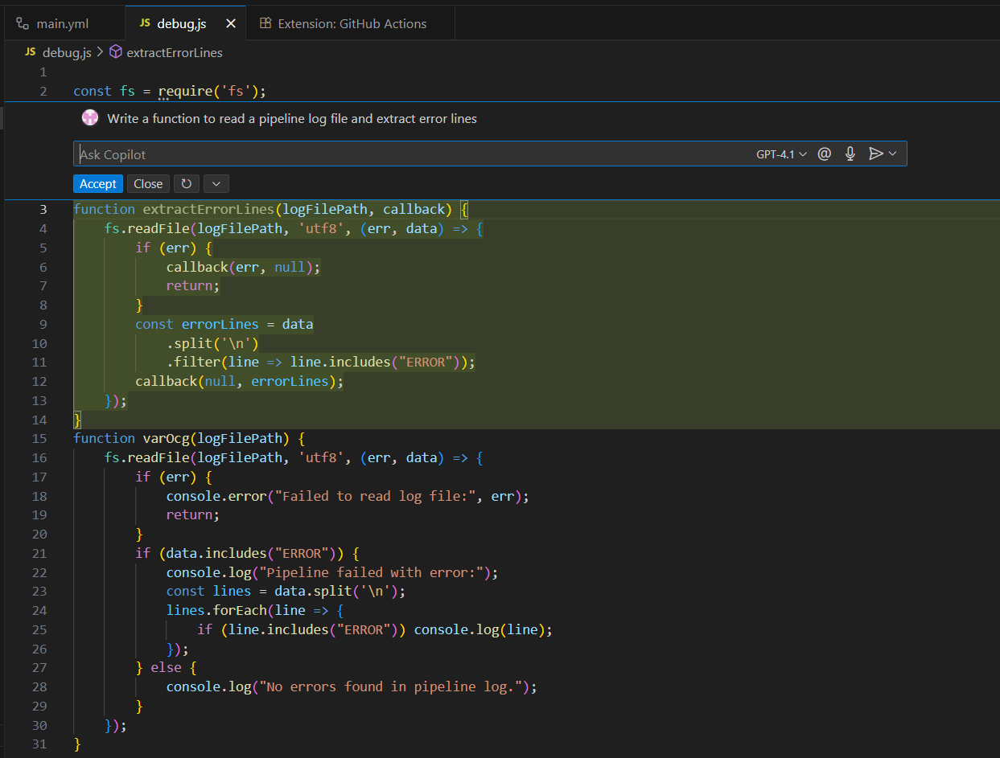 main.yml
JS debug.js
Extension: GitHub Actions
JS debug.js > extractErrorLines
1
2 const fs = require('fs');
Write a function to read a pipeline log file and extract error lines
Ask Copilot GPT-4.1 @
Accept Close
3 function extractErrorLines(logFilePath, callback) {
4     fs.readFile(logFilePath, 'utf8', (err, data) => {
5         if (err) {
6             callback(err, null);
7             return;
8         }
9         const errorLines = data
10             .split('\n')
11             .filter(line => line.includes("ERROR"));
12         callback(null, errorLines);
13     });
14 }
15 function varOcg(logFilePath) {
16     fs.readFile(logFilePath, 'utf8', (err, data) => {
17         if (err) {
18             console.error("Failed to read log file:", err);
19             return;
20         }
21         if (data.includes("ERROR")) {
22             console.log("Pipeline failed with error:");
23             const lines = data.split('\n');
24             lines.forEach(line => {
25                 if (line.includes("ERROR")) console.log(line);
26             });
27         } else {
28             console.log("No errors found in pipeline log.");
29         }
30     });
31 }